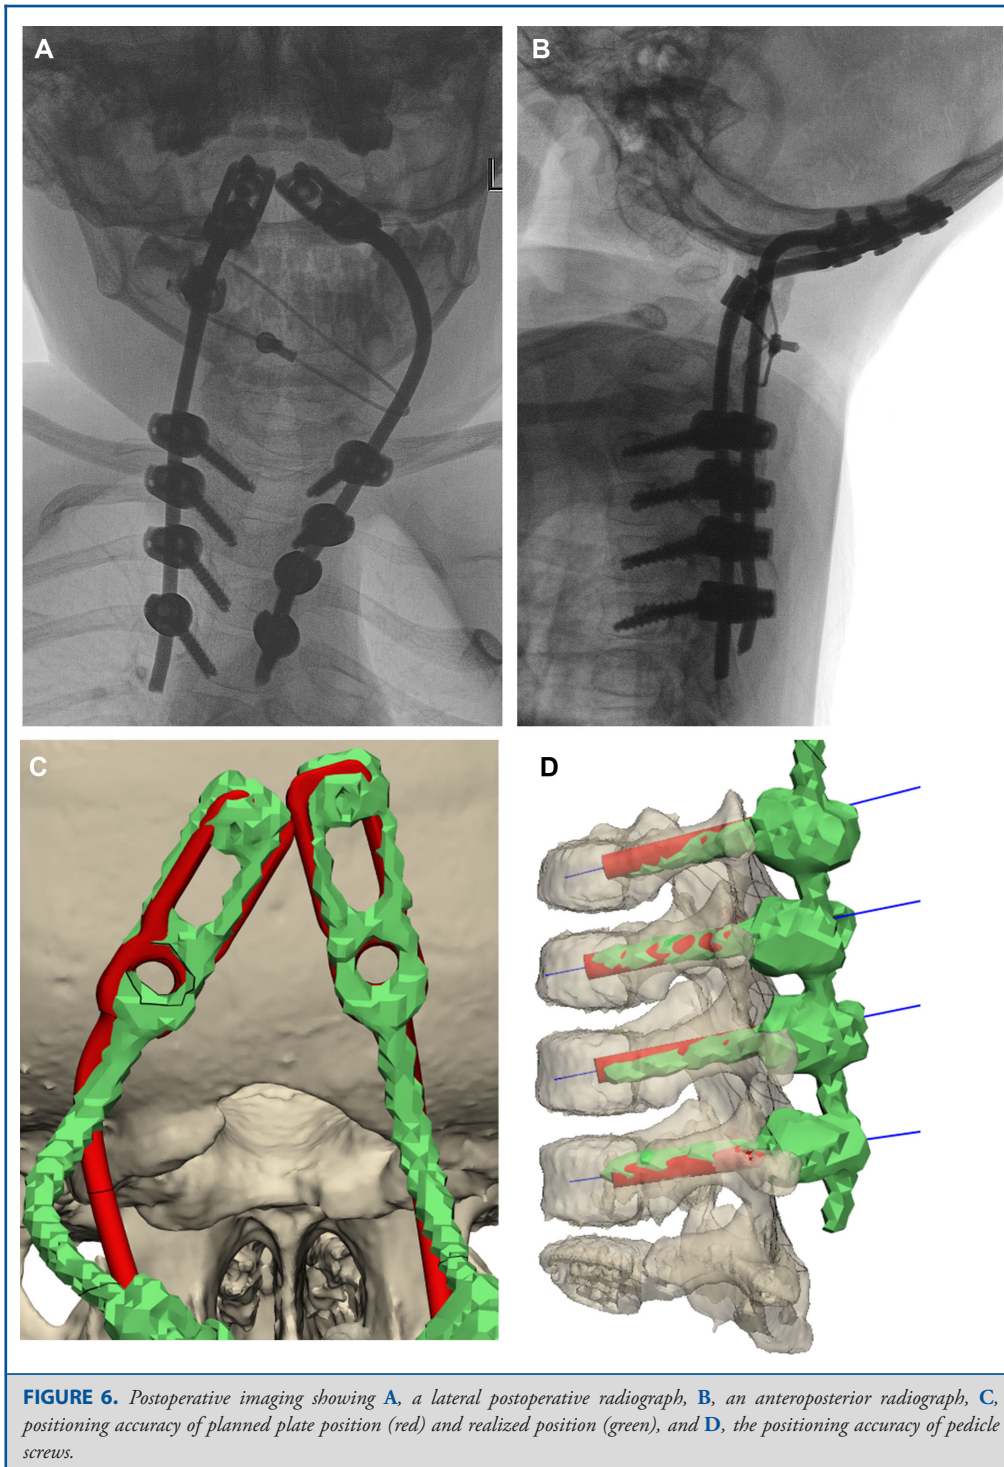 A
B
L
C
D
FIGURE 6. Postoperative imaging showing A, a lateral postoperative radiograph, B, an anteroposterior radiograph, C,
positioning accuracy of planned plate position (red) and realized position (green), and D, the positioning accuracy of pedicle
screws.